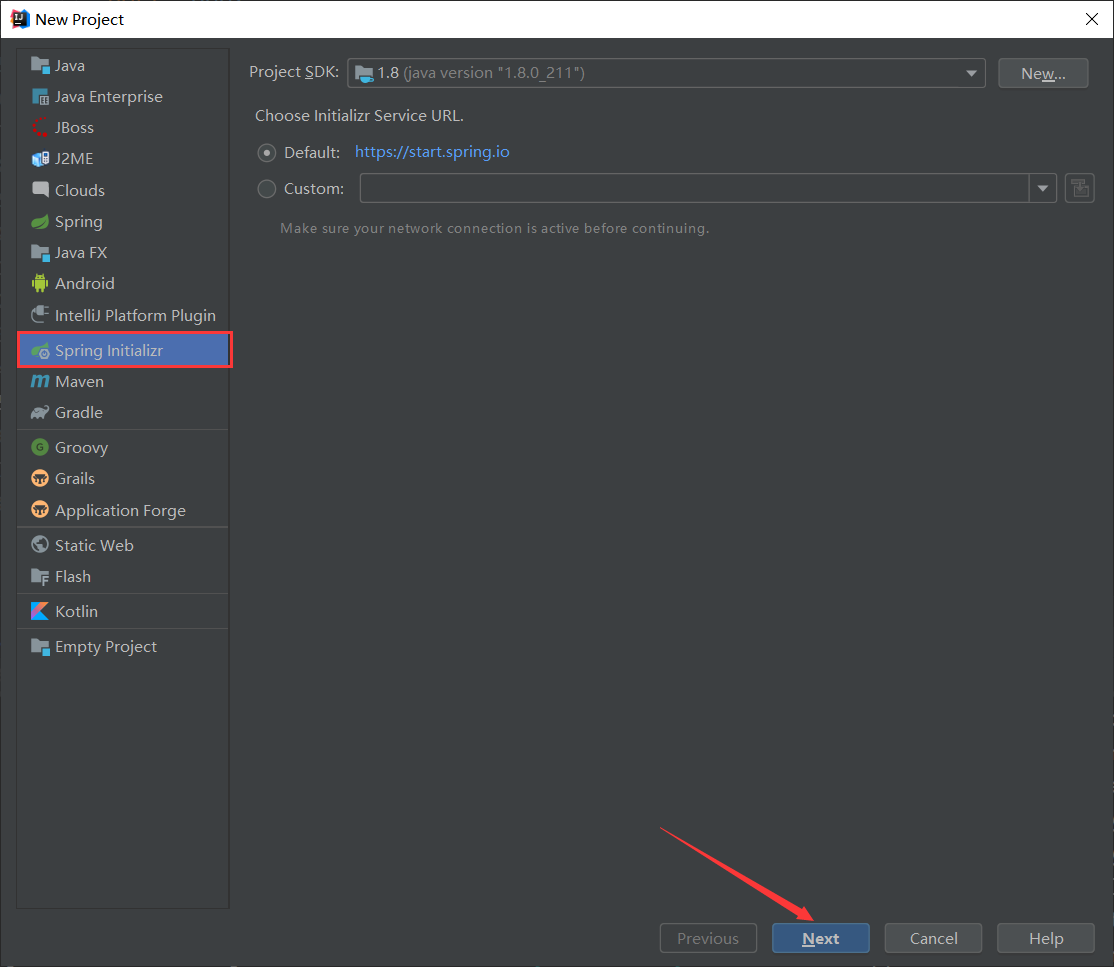 New Project
Java
Java Enterprise
JBoss
J2ME
Clouds
Spring
Java FX
Android
IntelliJ Platform Plugin
Spring Initializr
Maven
Gradle
Groovy
Grails
Application Forge
Static Web
Flash
Kotlin
Empty Project
Project SDK: 1.8 (java version "1.8.0_211") New...
Choose Initializr Service URL.
Default: https://start.spring.io
Custom:
Make sure your network connection is active before continuing.
Previous Next Cancel Help